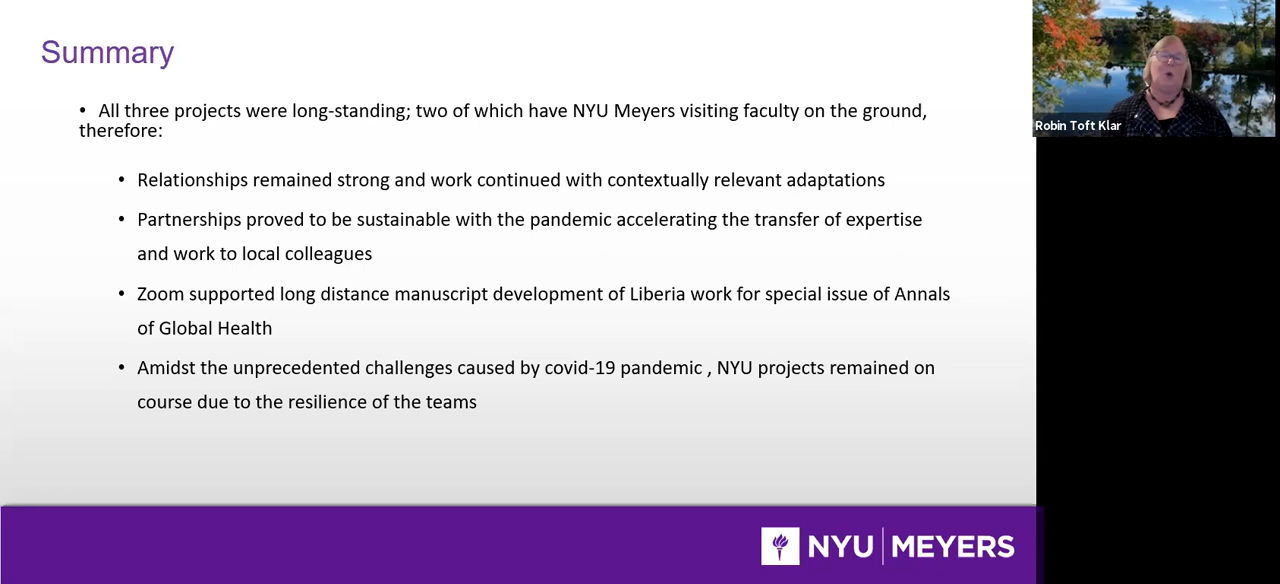 Summary
• All three projects were long-standing; two of which have NYU Meyers visiting faculty on the ground,
therefore:
• Relationships remained strong and work continued with contextually relevant adaptations
• Partnerships proved to be sustainable with the pandemic accelerating the transfer of expertise
and work to local colleagues
• Zoom supported long distance manuscript development of Liberia work for special issue of Annals
of Global Health
• Amidst the unprecedented challenges caused by covid-19 pandemic , NYU projects remained on
course due to the resilience of the teams
NYU | MEYERS
Robin Toft Klar